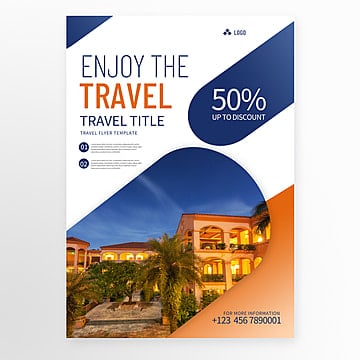 LOGO
ENJOY THE
TRAVEL
TRAVEL TITLE
TRAVEL FLYER TEMPLATE
50%
UP TO DISCOUNT
01
02
FOR MORE INFORMATION
+123 456 7890001